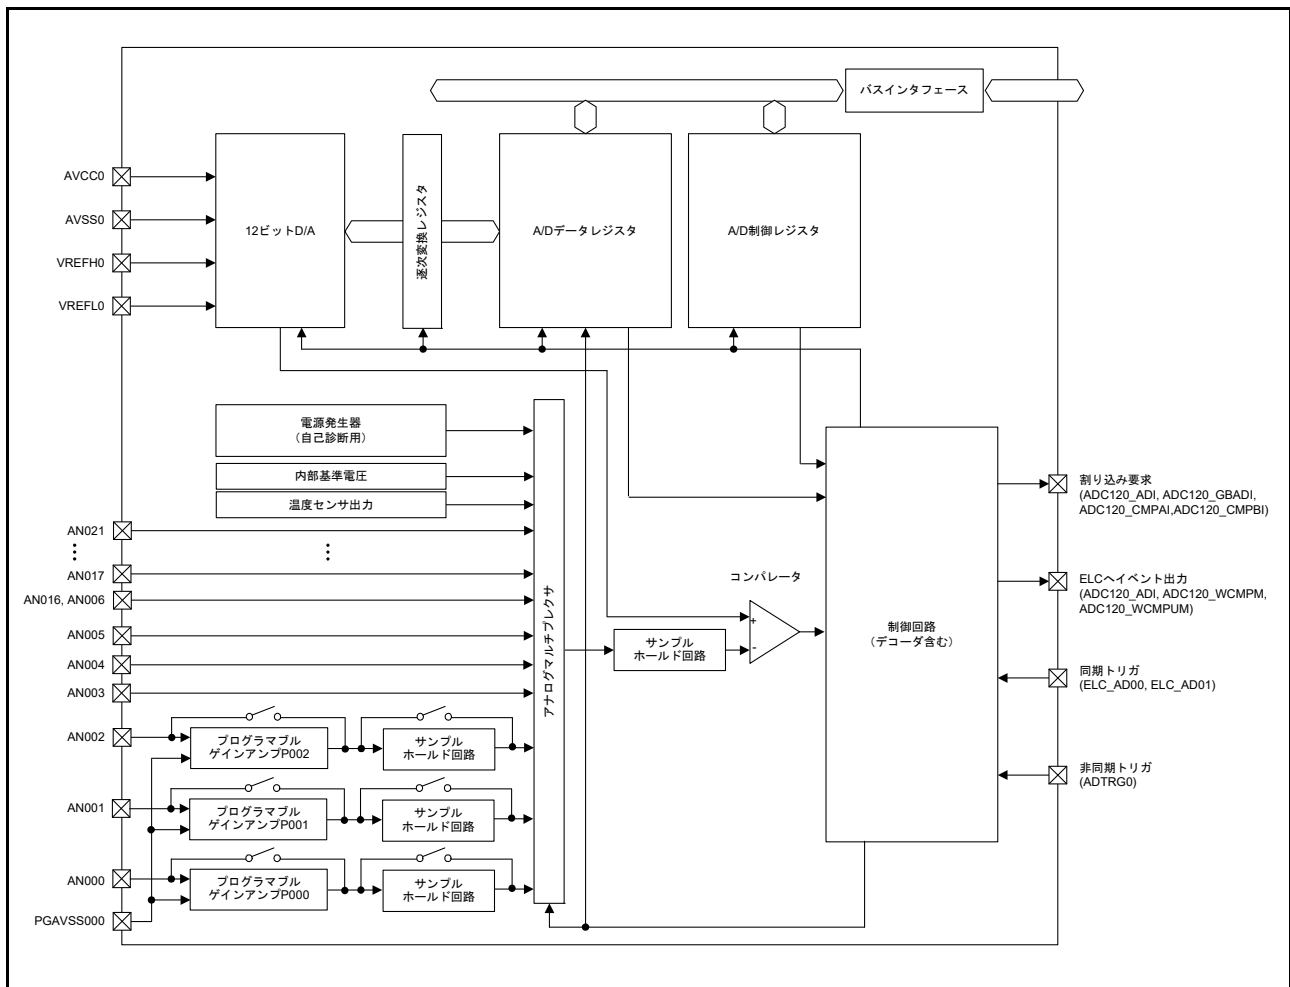 バスインタフェース
AVCC0
AVSS0
VREFH0
VREFL0
12ビットD/A
逐次変換レジスタ
A/Dデータレジスタ
A/D制御レジスタ
電源発生器
(自己診断用)
内部基準電圧
温度センサ出力
AN021
AN017
AN016, AN006
AN005
AN004
AN003
AN002
AN001
AN000
PGAVSS000
プログラマブル
ゲインアンプP002
サンプル
ホールド回路
プログラマブル
ゲインアンプP001
サンプル
ホールド回路
プログラマブル
ゲインアンプP000
サンプル
ホールド回路
アナログマルチプレクサ
サンプル
ホールド回路
コンパレータ
+
-
制御回路
(デコーダ含む)
割り込み要求
(ADC120_ADI, ADC120_GBADI,
ADC120_CMPAI,ADC120_CMPBI)
ELCへイベント出力
(ADC120_ADI, ADC120_WCMPM,
ADC120_WCMPUM)
同期トリガ
(ELC_AD00, ELC_AD01)
非同期トリガ
(ADTRG0)